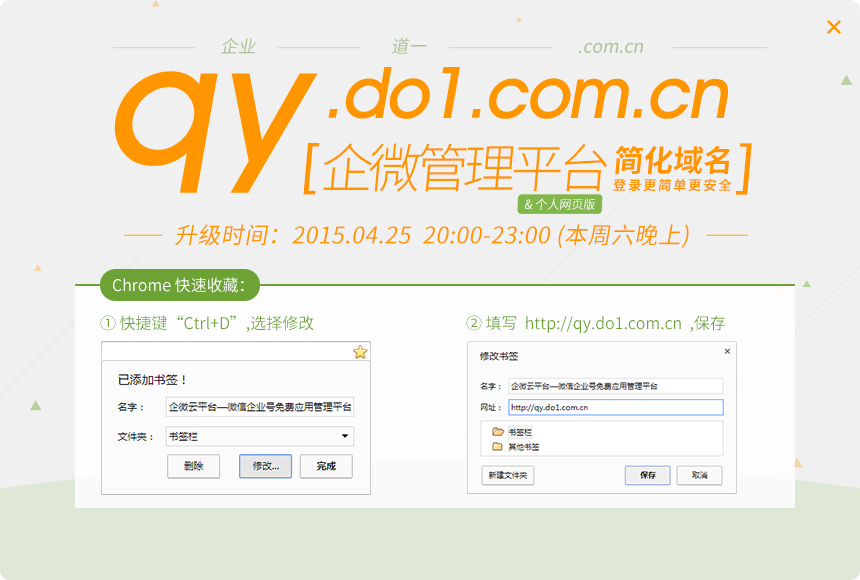 企业 道一 .com.cn
qy.do1.com.cn
[企微管理平台 简化域名
登录更简单更安全]
& 个人网页版
升级时间：2015.04.25 20:00-23:00 (本周六晚上)
Chrome 快速收藏：
① 快捷键“Ctrl+D”,选择修改
已添加书签！
名字： 企微云平台—微信企业号免费应用管理平台
文件夹： 书签栏
删除 修改... 完成
② 填写 http://qy.do1.com.cn ,保存
修改书签
名字： 企微云平台—微信企业号免费应用管理平台
网址： http://qy.do1.com.cn
书签栏
其他书签
新建文件夹 保存 取消